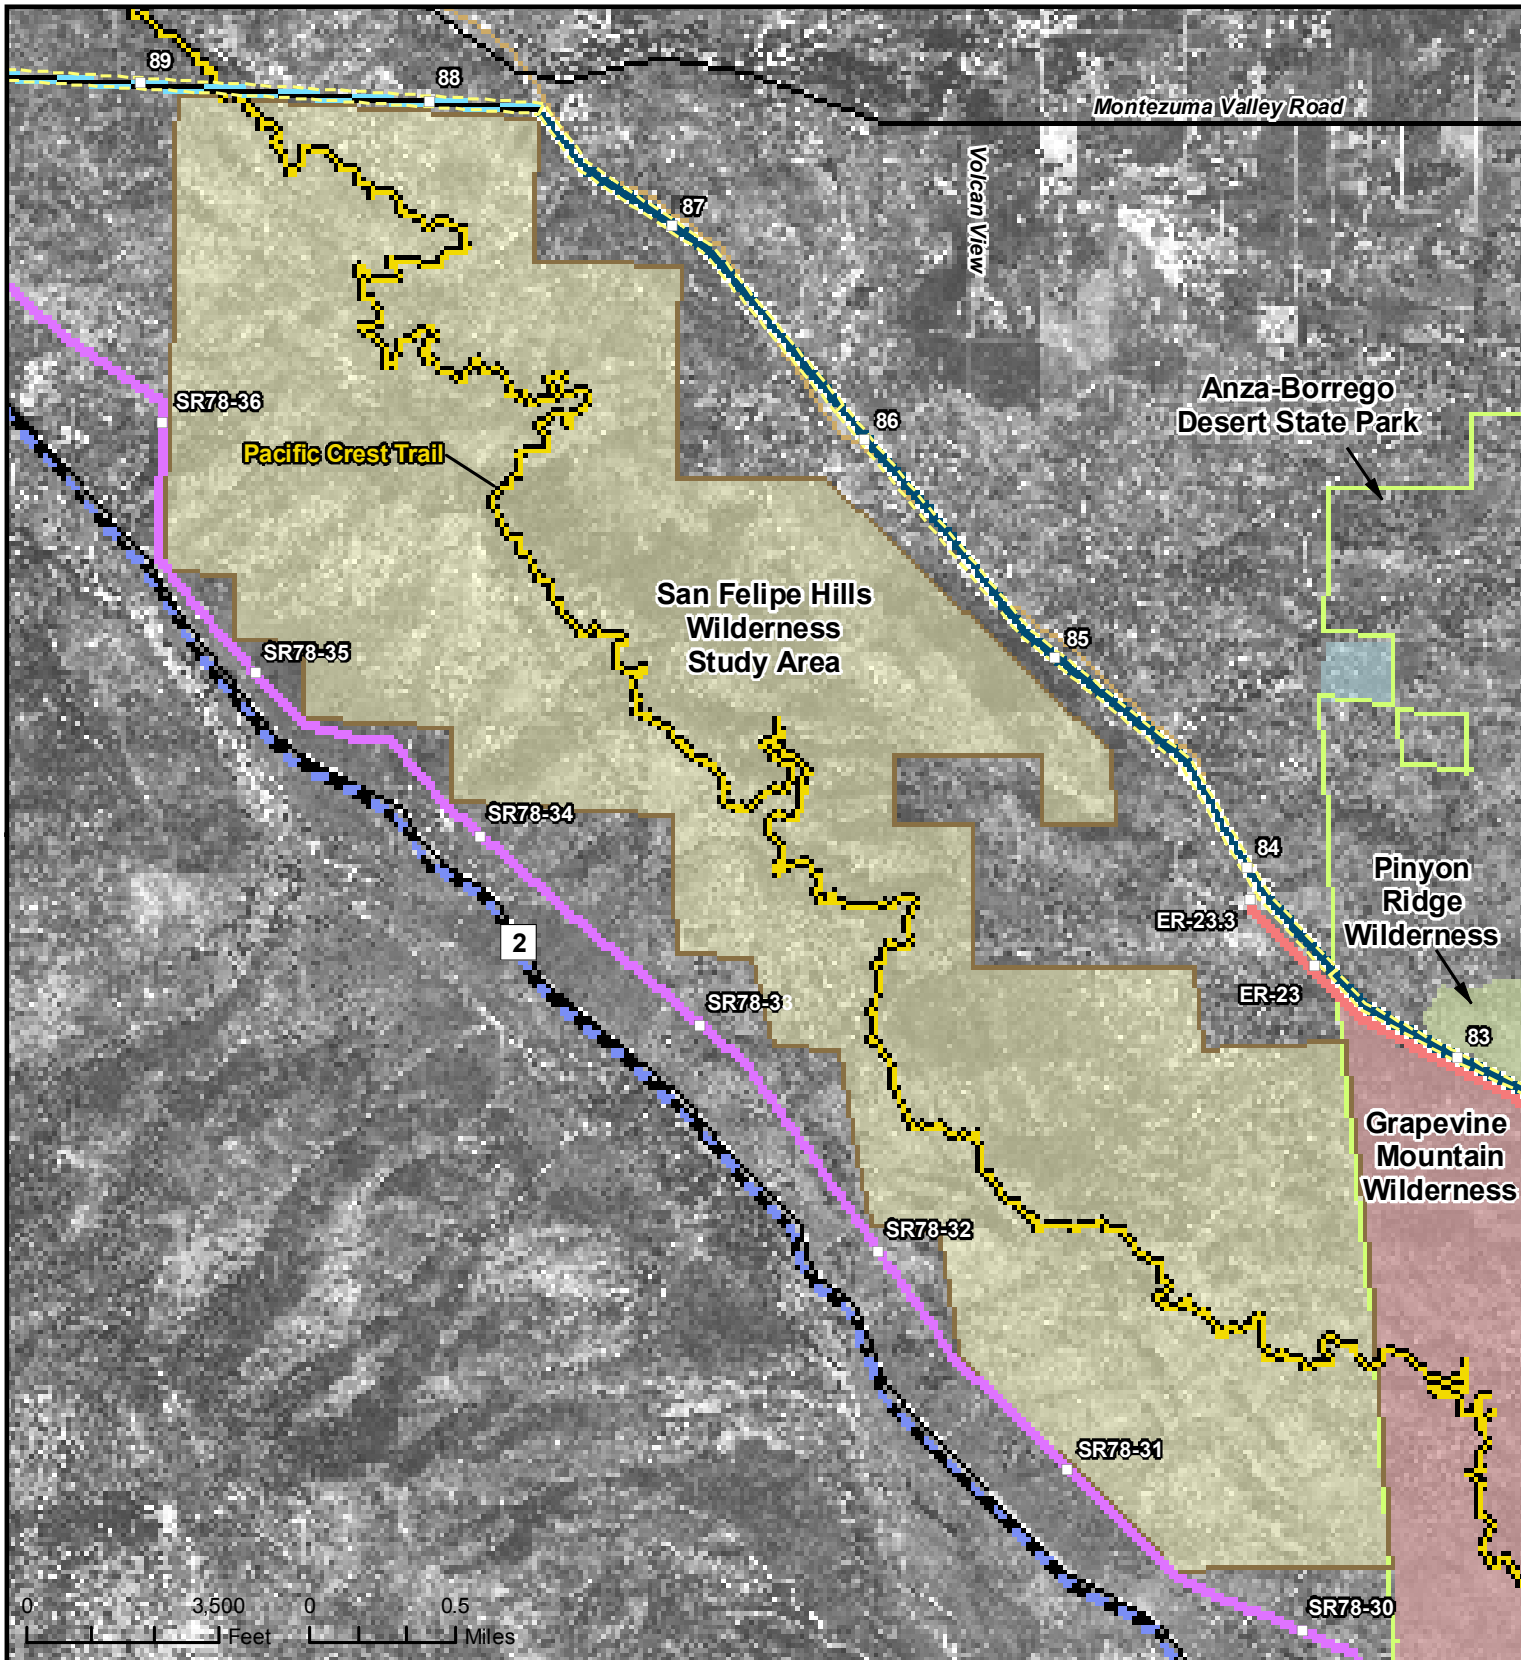 89
88
Montezuma Valley Road
Volcan View
87
Anza-Borrego
Desert State Park
SR78-36
86
Pacific Crest Trail
San Felipe Hills
Wilderness
Study Area
85
SR78-35
SR78-34
84
Pinyon
Ridge
Wilderness
ER-23.3
2
ER-23
SR78-33
83
Grapevine
Mountain
Wilderness
SR78-32
SR78-31
SR78-30
0 3,500
Feet
0 0.5
Miles